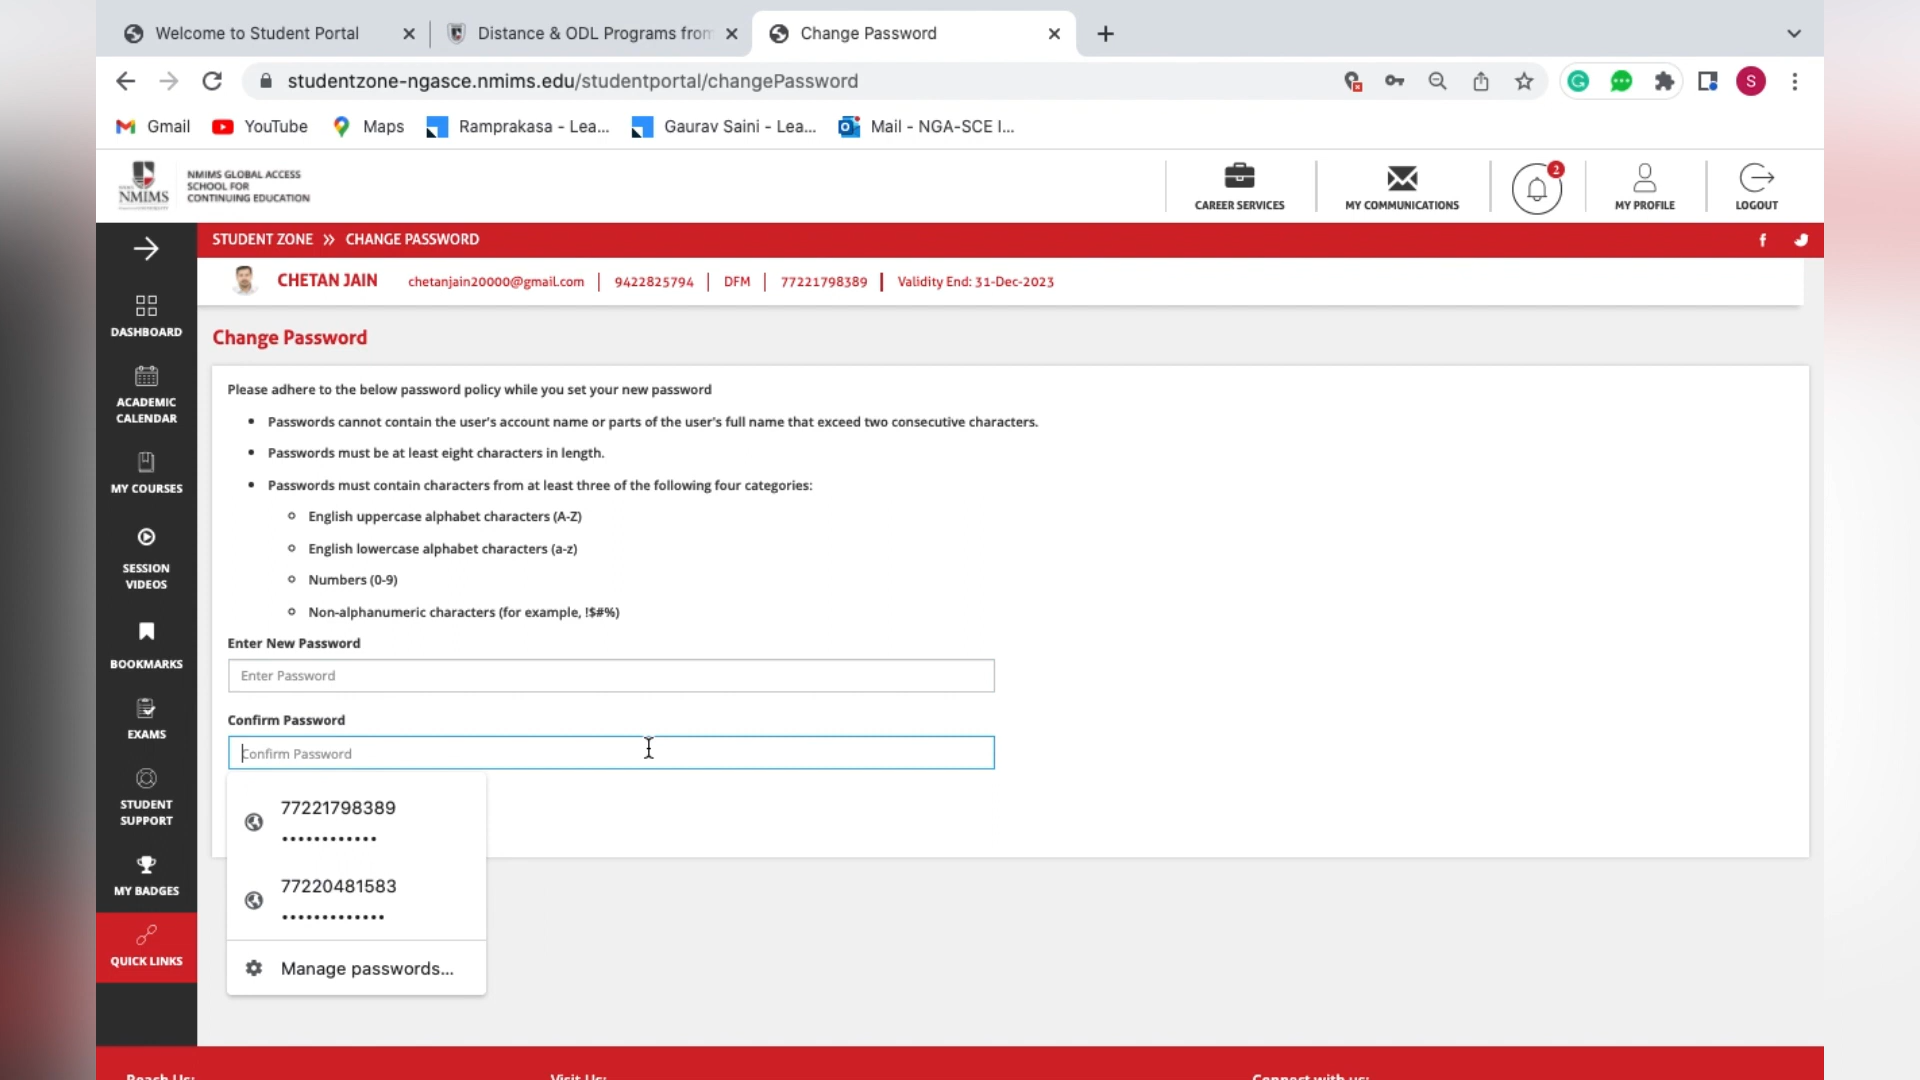 Welcome to Student Portal
Distance & ODL Programs from
Change Password
studentzone-ngasce.nmims.edu/studentportal/changePassword
S
Gmail
YouTube
Maps
Ramprakasa - Lea...
Gaurav Saini - Lea...
Mail - NGA-SCE I...
NMIMS
NMIMS GLOBAL ACCESS
SCHOOL FOR
CONTINUING EDUCATION
CAREER SERVICES
MY COMMUNICATIONS
2
MY PROFILE
LOGOUT
STUDENT ZONE » CHANGE PASSWORD
CHETAN JAIN
chetanjain20000@gmail.com | 9422825794 | DFM | 77221798389 | Validity End: 31-Dec-2023
DASHBOARD
ACADEMIC
CALENDAR
MY COURSES
SESSION
VIDEOS
BOOKMARKS
EXAMS
STUDENT
SUPPORT
MY BADGES
QUICK LINKS
Change Password
Please adhere to the below password policy while you set your new password
• Passwords cannot contain the user's account name or parts of the user's full name that exceed two consecutive characters.
• Passwords must be at least eight characters in length.
• Passwords must contain characters from at least three of the following four categories:
English uppercase alphabet characters (A-Z)
English lowercase alphabet characters (a-z)
Numbers (0-9)
Non-alphanumeric characters (for example, !$#%)
Enter New Password
Enter Password
Confirm Password
Confirm Password
77221798389
••••••••••••
77220481583
•••••••••••••
Manage passwords...
Reach Us:
Visit Us:
Connect with us: